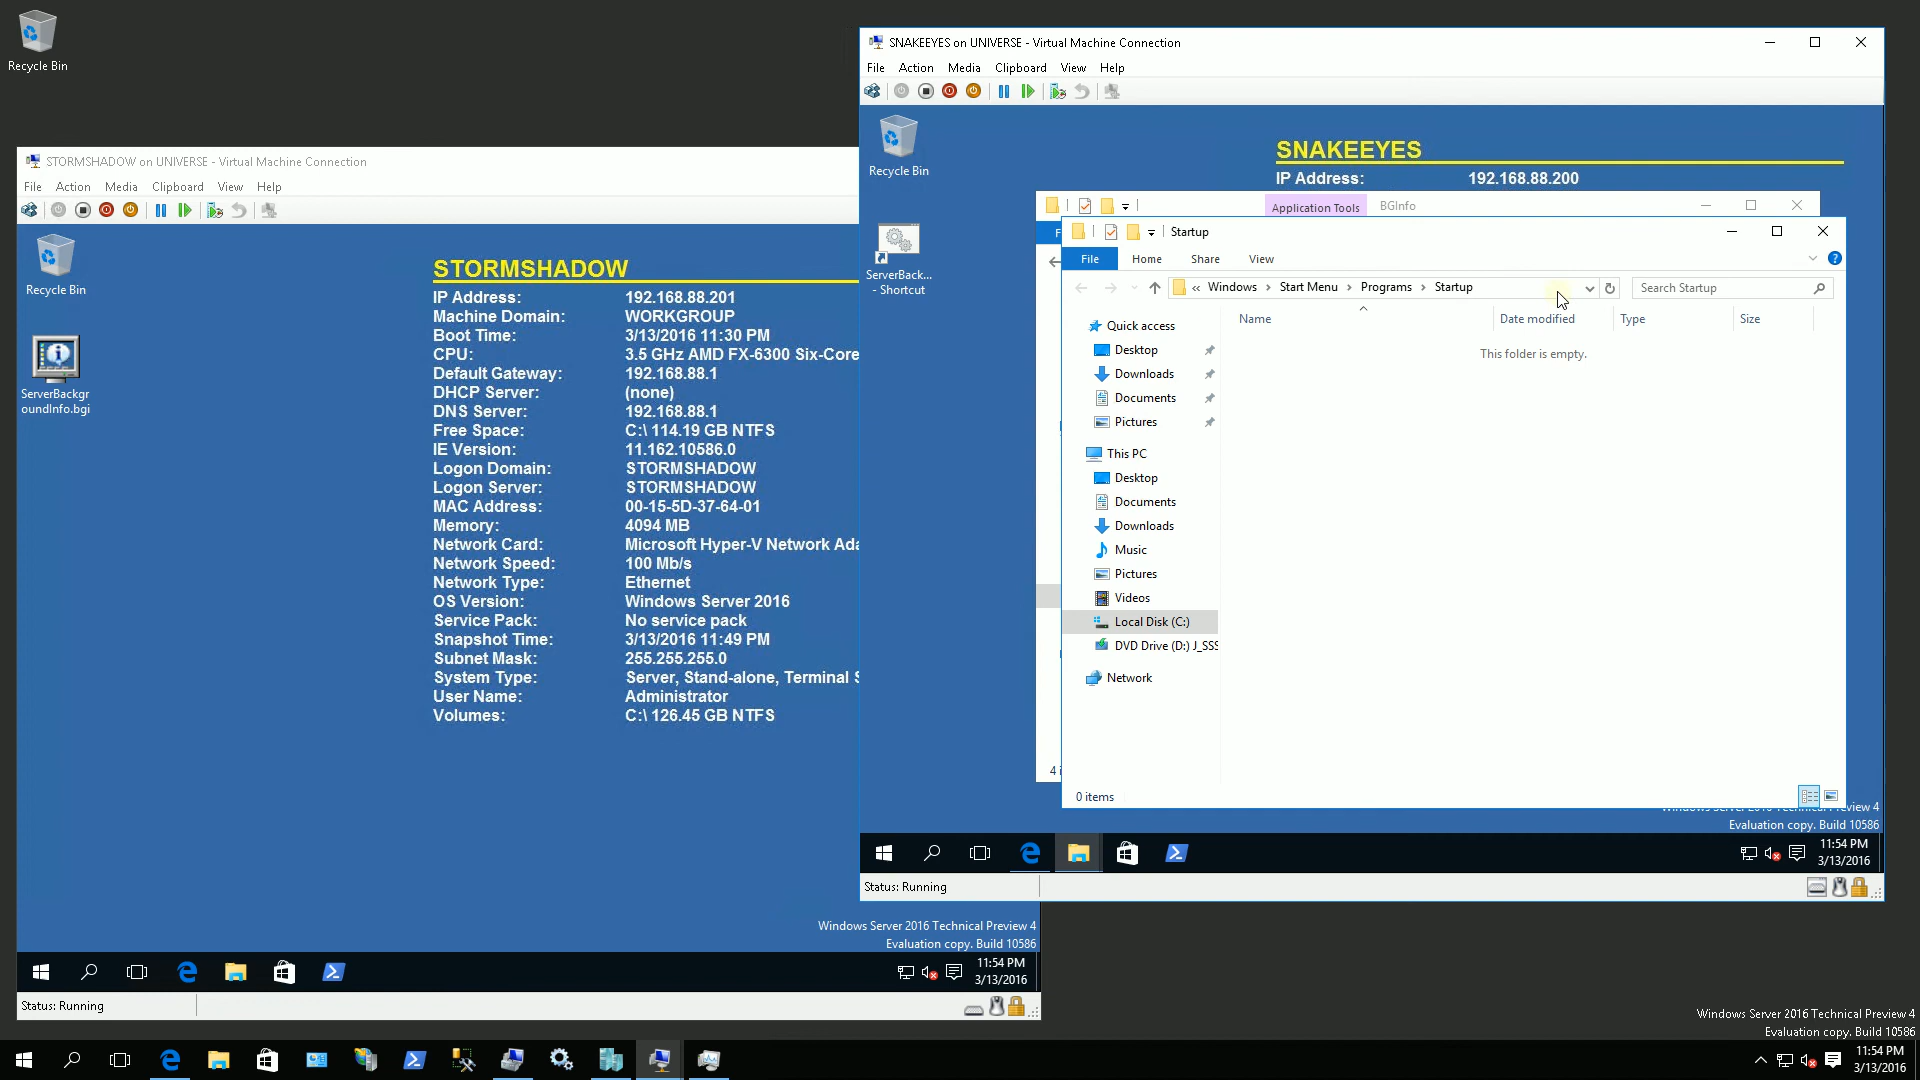 Recycle Bin
SNAKEEYES on UNIVERSE - Virtual Machine Connection
File Action Media Clipboard View Help
Recycle Bin
SNAKEEYES
IP Address: 192.168.88.200
ServerBack...
- Shortcut
Application Tools BGInfo
Startup
File Home Share View
« Windows > Start Menu > Programs > Startup
Search Startup
Name Date modified Type Size
This folder is empty.
Quick access
Desktop
Downloads
Documents
Pictures
This PC
Desktop
Documents
Downloads
Music
Pictures
Videos
Local Disk (C:)
DVD Drive (D:) J_SSS
Network
0 items
Evaluation copy. Build 10586
11:54 PM
3/13/2016
Status: Running
STORMSHADOW on UNIVERSE - Virtual Machine Connection
File Action Media Clipboard View Help
Recycle Bin
ServerBackgr
oundInfo.bgi
STORMSHADOW
IP Address: 192.168.88.201
Machine Domain: WORKGROUP
Boot Time: 3/13/2016 11:30 PM
CPU: 3.5 GHz AMD FX-6300 Six-Core
Default Gateway: 192.168.88.1
DHCP Server: (none)
DNS Server: 192.168.88.1
Free Space: C:\ 114.19 GB NTFS
IE Version: 11.162.10586.0
Logon Domain: STORMSHADOW
Logon Server: STORMSHADOW
MAC Address: 00-15-5D-37-64-01
Memory: 4094 MB
Network Card: Microsoft Hyper-V Network Ada
Network Speed: 100 Mb/s
Network Type: Ethernet
OS Version: Windows Server 2016
Service Pack: No service pack
Snapshot Time: 3/13/2016 11:49 PM
Subnet Mask: 255.255.255.0
System Type: Server, Stand-alone, Terminal S
User Name: Administrator
Volumes: C:\ 126.45 GB NTFS
Windows Server 2016 Technical Preview 4
Evaluation copy. Build 10586
11:54 PM
3/13/2016
Status: Running
Windows Server 2016 Technical Preview 4
Evaluation copy. Build 10586
11:54 PM
3/13/2016